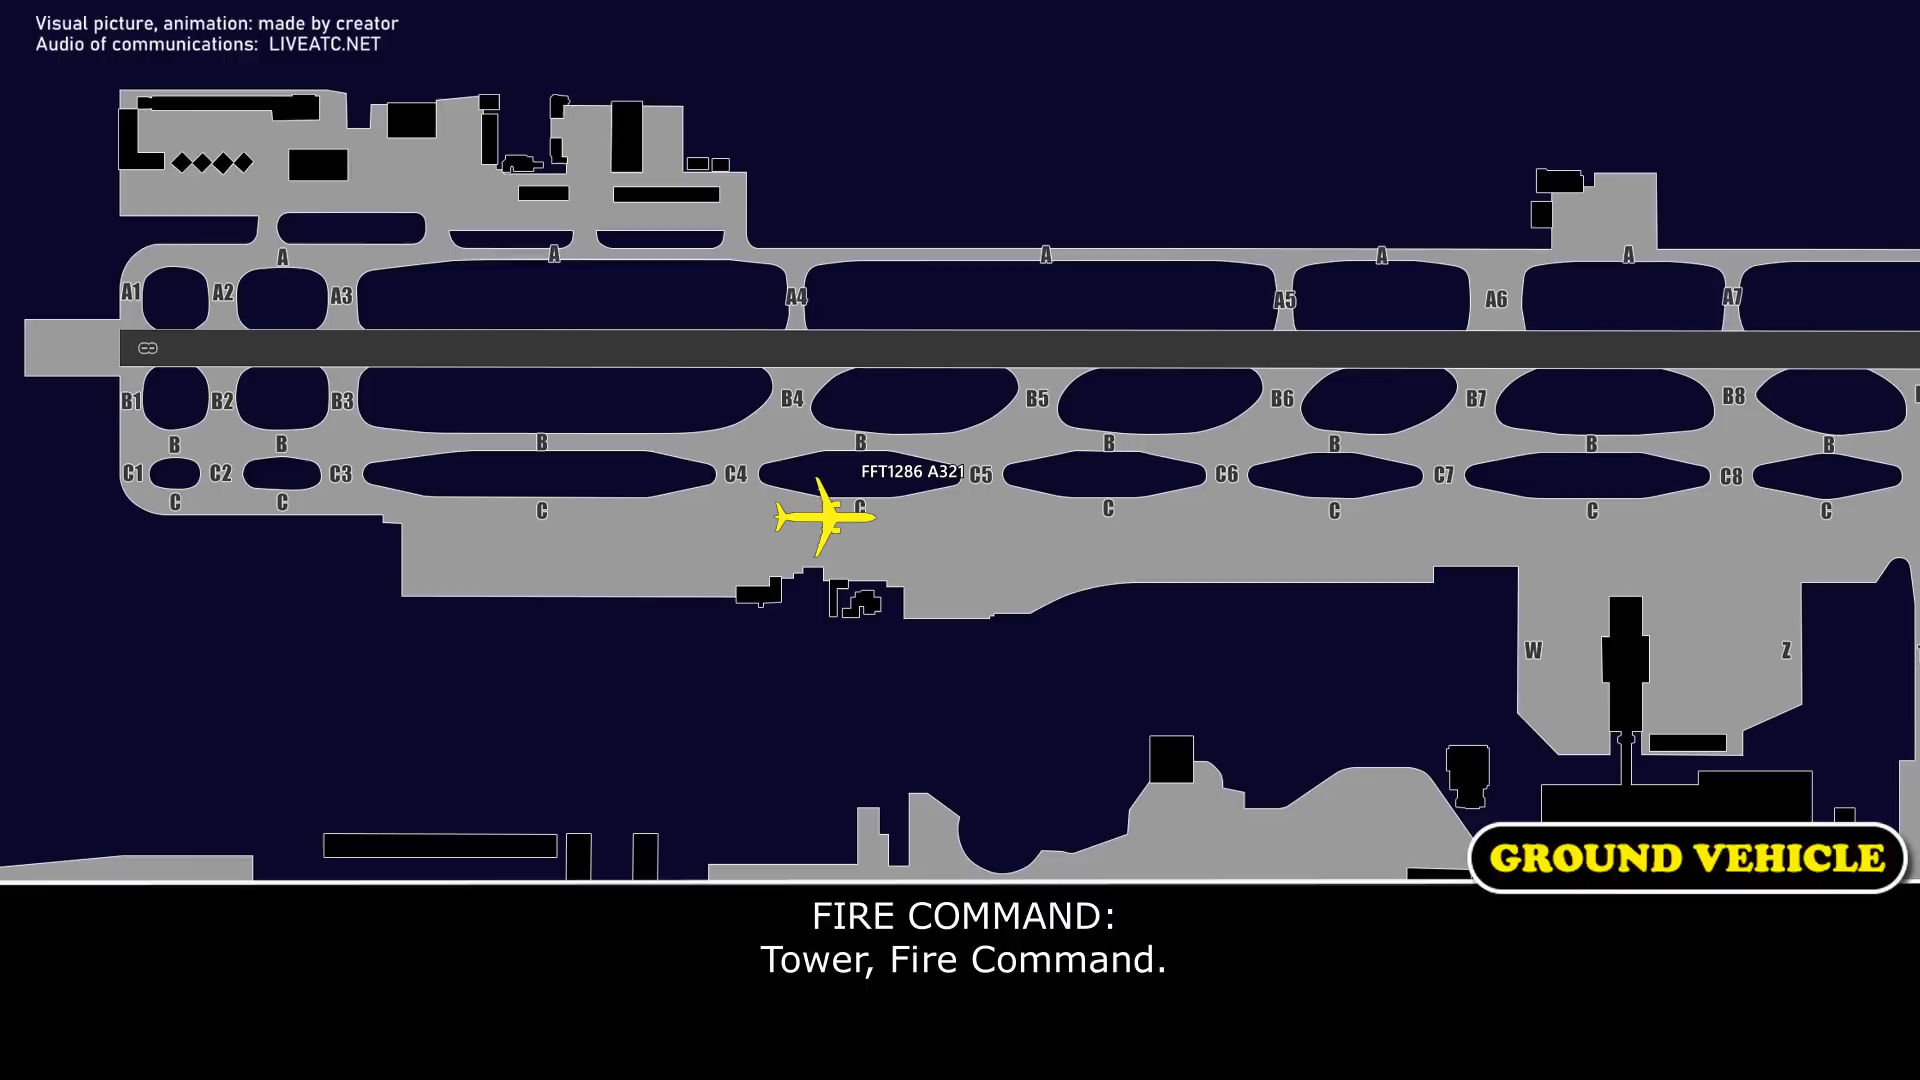 Visual picture, animation: made by creator
Audio of communications: LIVEATC.NET
A A A A A
A1 A2 A3 A4 A5 A6 A7
8
B1 B2 B3 B4 B5 B6 B7 B8
B B B B B B B B
C1 C2 C3 C4 FFT1286 A321 C5 C6 C7 C8
C C C C C C C C
W Z
GROUND VEHICLE
FIRE COMMAND:
Tower, Fire Command.